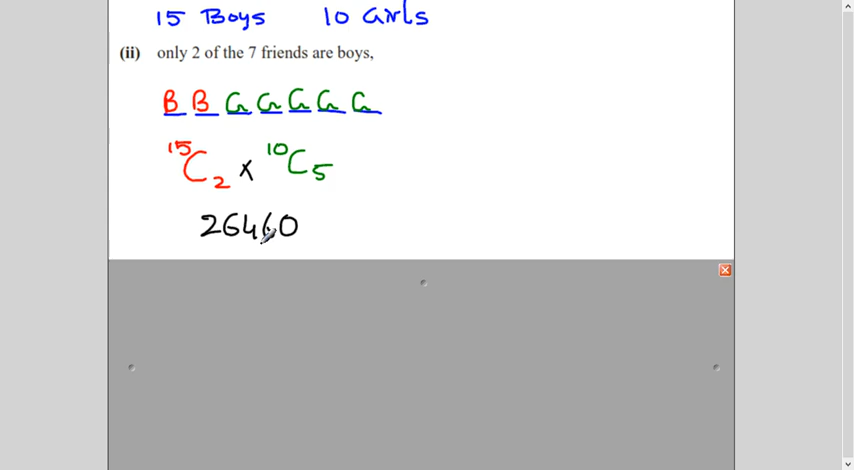 15 Boys 10 Girls
(ii) only 2 of the 7 friends are boys,
B B G G G G G
¹⁵C₂ × ¹⁰C₅
26460